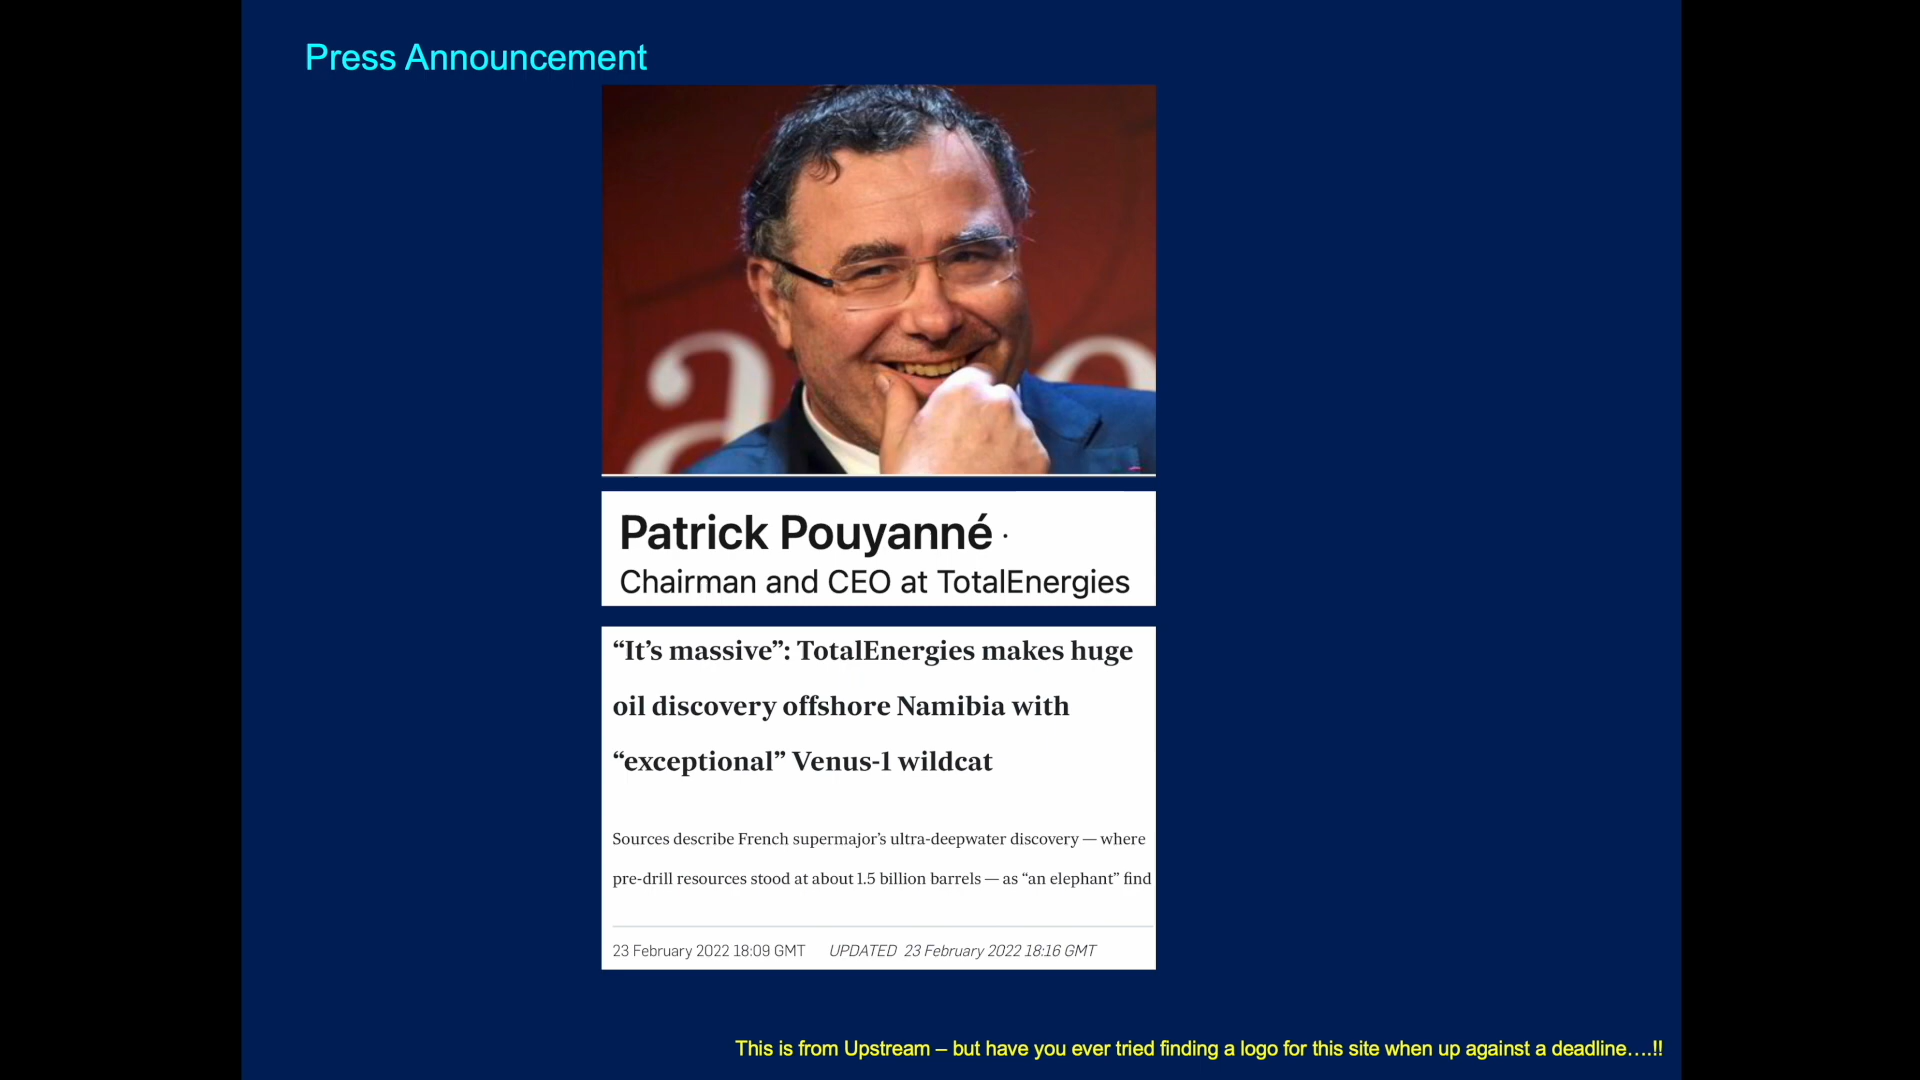 Press Announcement
Patrick Pouyanné ·
Chairman and CEO at TotalEnergies
“It’s massive”: TotalEnergies makes huge
oil discovery offshore Namibia with
“exceptional” Venus-1 wildcat
Sources describe French supermajor’s ultra-deepwater discovery — where
pre-drill resources stood at about 1.5 billion barrels — as “an elephant” find
23 February 2022 18:09 GMT UPDATED 23 February 2022 18:16 GMT
This is from Upstream – but have you ever tried finding a logo for this site when up against a deadline….!!